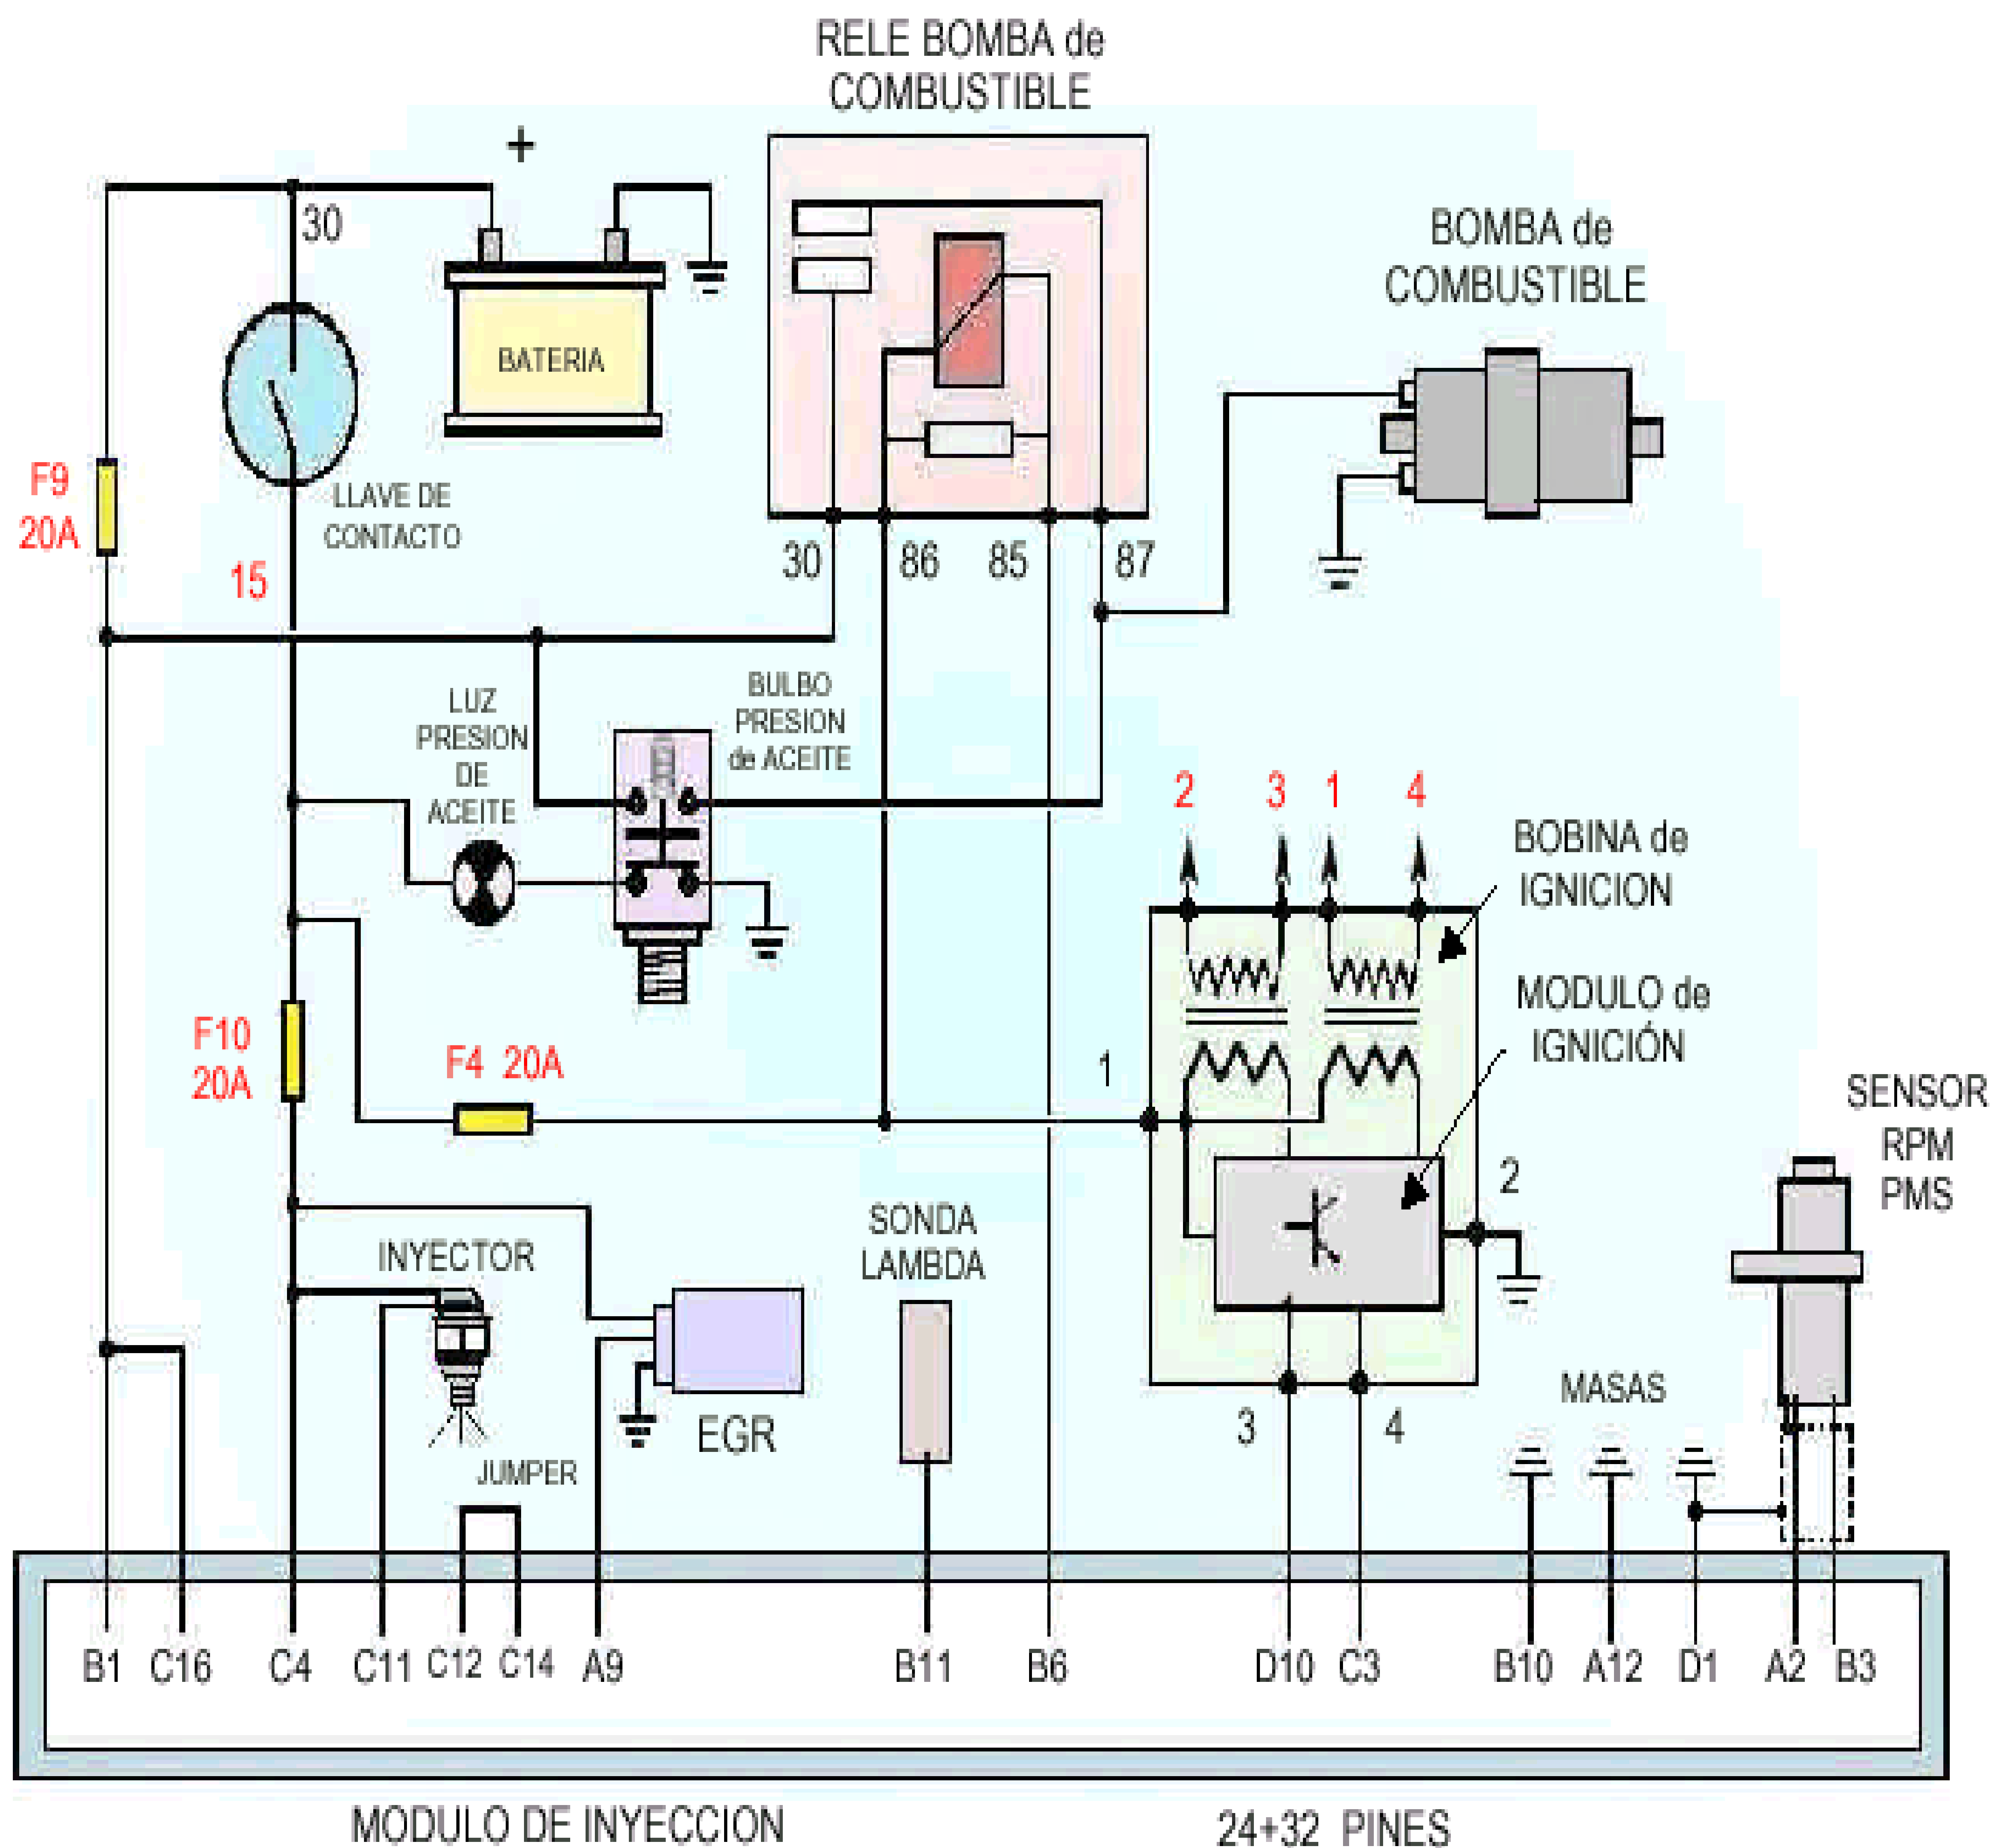 RELE BOMBA de
COMBUSTIBLE
+
30
BATERIA
BOMBA de
COMBUSTIBLE
F9
20A
LLAVE DE
CONTACTO
15
30
86
85
87
LUZ
PRESION
DE
ACEITE
BULBO
PRESION
de ACEITE
2
3
1
4
BOBINA de
IGNICION
MODULO de
IGNICIÓN
F10
20A
F4 20A
1
2
SENSOR
RPM
PMS
INYECTOR
SONDA
LAMBDA
EGR
JUMPER
3
4
MASAS
B1 C16 C4 C11 C12 C14 A9 B11 B6 D10 C3 B10 A12 D1 A2 B3
MODULO DE INYECCION
24+32 PINES